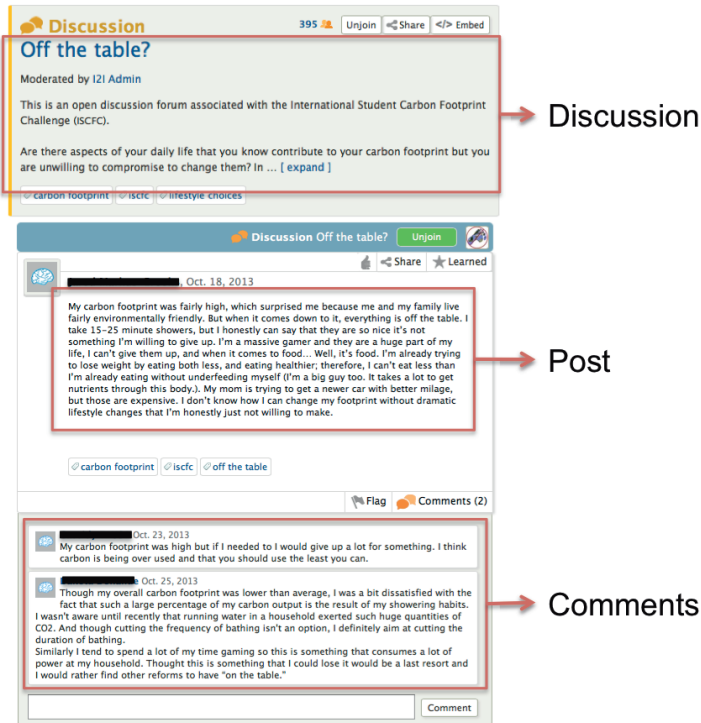 Discussion
395
Unjoin
Share
</> Embed
Off the table?
Moderated by I2I Admin
This is an open discussion forum associated with the International Student Carbon Footprint
Challenge (ISCFC).
Are there aspects of your daily life that you know contribute to your carbon footprint but you
are unwilling to compromise to change them? In ... [ expand ]
carbon footprint iscfc lifestyle choices
Discussion
Discussion Off the table? Unjoin
Share Learned
, Oct. 18, 2013
My carbon footprint was fairly high, which surprised me because me and my family live
fairly environmentally friendly. But when it comes down to it, everything is off the table. I
take 15-25 minute showers, but I honestly can say that they are so nice it's not
something I'm willing to give up. I'm a massive gamer and they are a huge part of my
life, I can't give them up, and when it comes to food... Well, it's food. I'm already trying
to lose weight by eating both less, and eating healthier; therefore, I can't eat less than
I'm already eating without underfeeding myself (I'm a big guy too. It takes a lot to get
nutrients through this body.). My mom is trying to get a newer car with better milage,
but those are expensive. I don't know how I can change my footprint without dramatic
lifestyle changes that I'm honestly just not willing to make.
Post
carbon footprint iscfc off the table
Flag Comments (2)
Oct. 23, 2013
My carbon footprint was high but if I needed to I would give up a lot for something. I think
carbon is being over used and that you should use the least you can.
e Oct. 25, 2013
Though my overall carbon footprint was lower than average, I was a bit dissatisfied with the
fact that such a large percentage of my carbon output is the result of my showering habits.
I wasn't aware until recently that running water in a household exerted such huge quantities of
CO2. And though cutting the frequency of bathing isn't an option, I definitely aim at cutting the
duration of bathing.
Similarly I tend to spend a lot of my time gaming so this is something that consumes a lot of
power at my household. Thought this is something that I could lose it would be a last resort and
I would rather find other reforms to have "on the table."
Comments
Comment